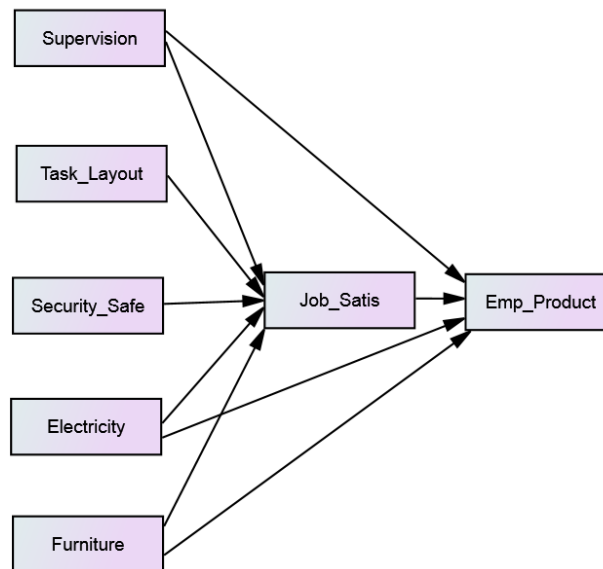 Supervision
Task_Layout
Security_Safe
Job_Satis
Emp_Product
Electricity
Furniture